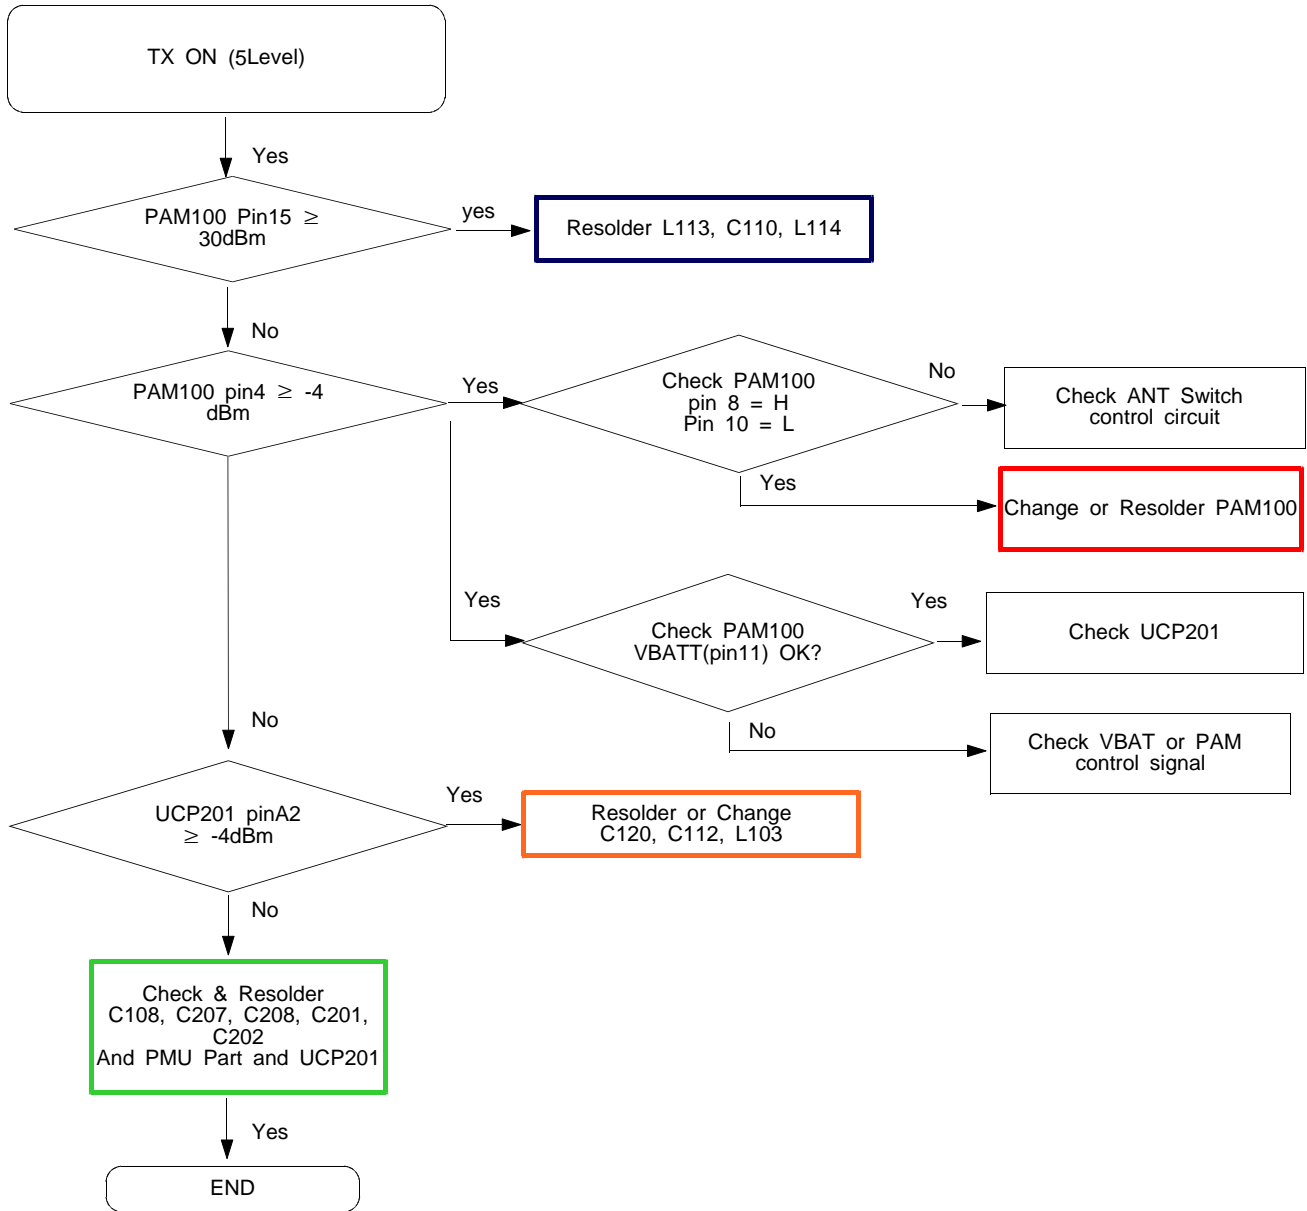 TX ON (5Level)
Yes
PAM100 Pin15 ≥
30dBm
yes
Resolder L113, C110, L114
No
PAM100 pin4 ≥ -4
dBm
Yes
Check PAM100
pin 8 = H
Pin 10 = L
No
Check ANT Switch
control circuit
Yes
Change or Resolder PAM100
Yes
Check PAM100
VBATT(pin11) OK?
Yes
Check UCP201
No
Check VBAT or PAM
control signal
No
UCP201 pinA2
≥ -4dBm
Yes
Resolder or Change
C120, C112, L103
No
Check & Resolder
C108, C207, C208, C201,
C202
And PMU Part and UCP201
Yes
END